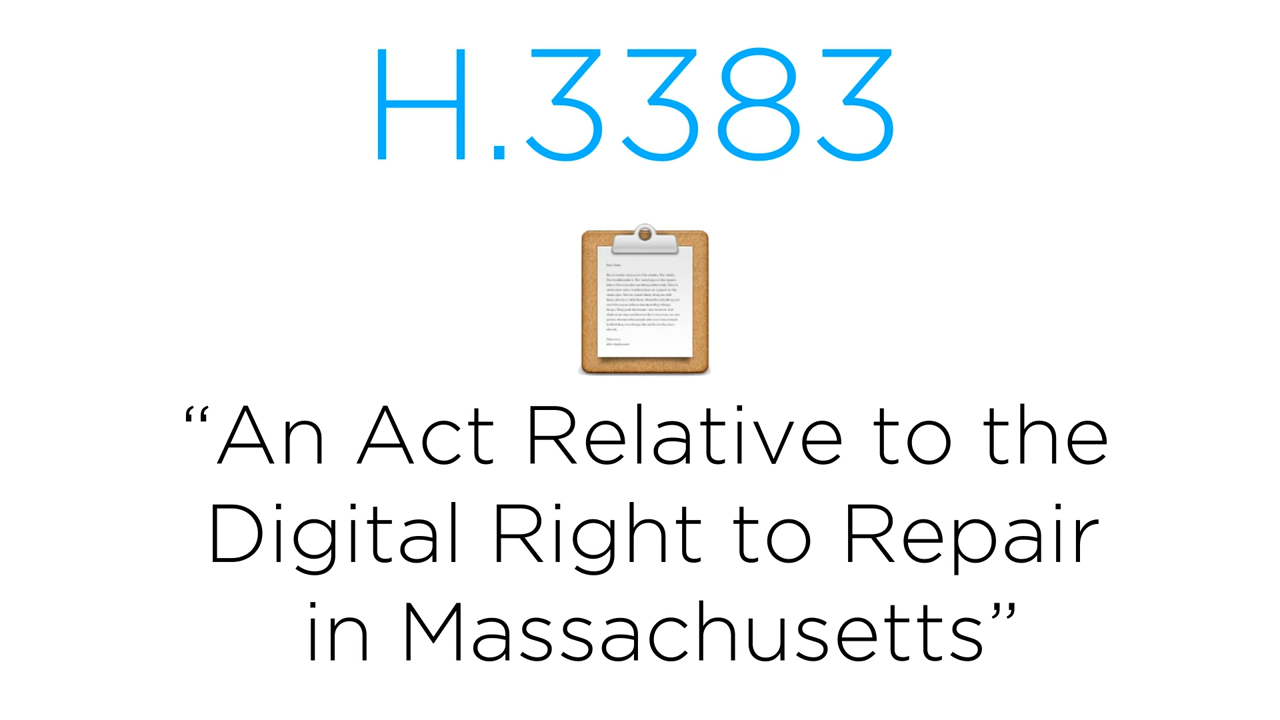 H.3383
“An Act Relative to the
Digital Right to Repair
in Massachusetts”